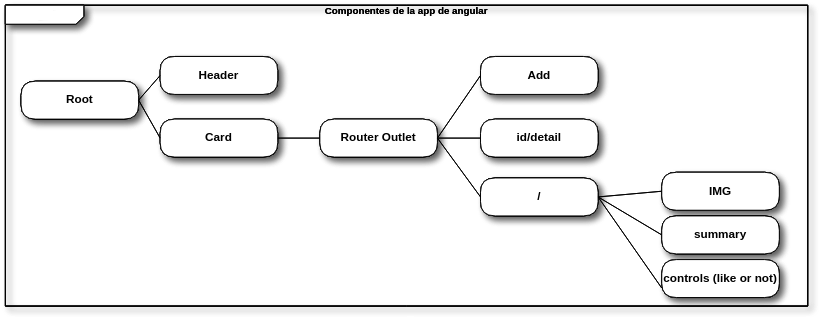 Componentes de la app de angular
Root
Header
Card
Router Outlet
Add
id/detail
/
IMG
summary
controls (like or not)